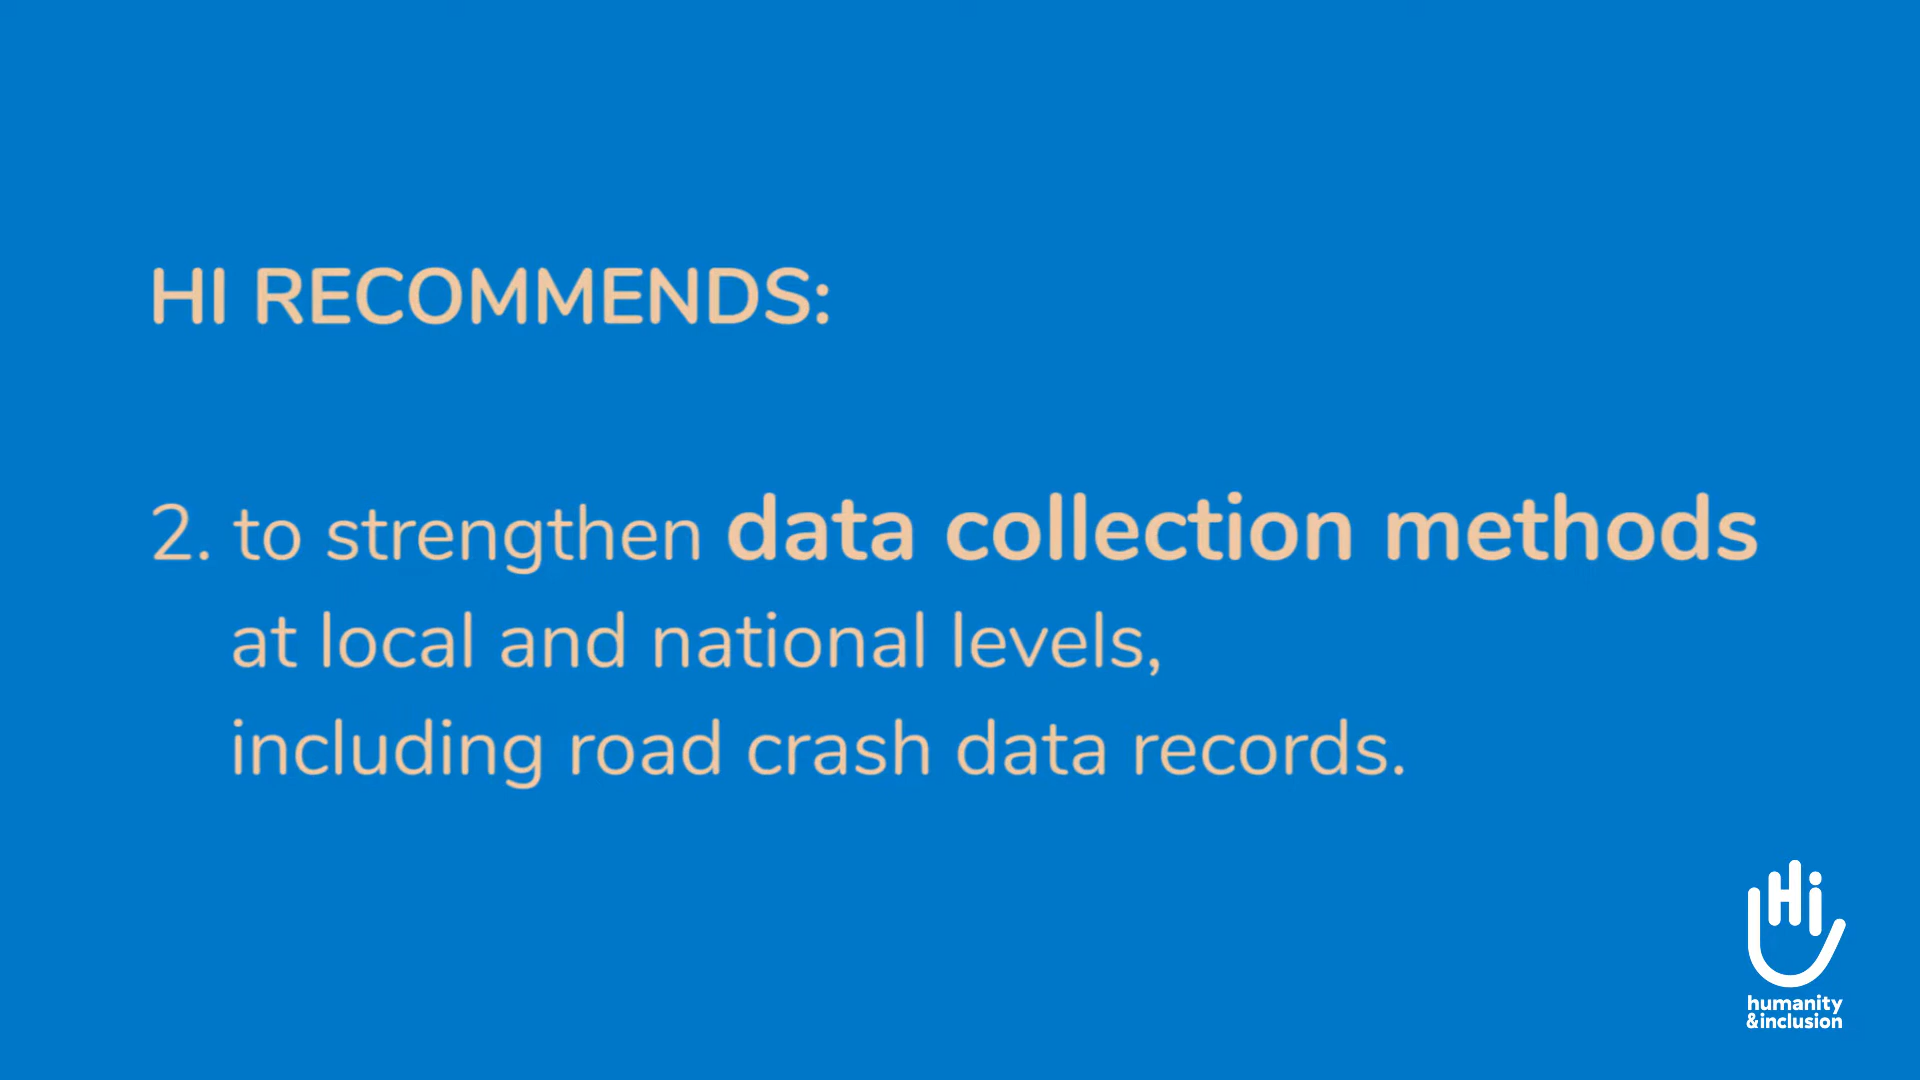 HI RECOMMENDS:
2. to strengthen data collection methods
at local and national levels,
including road crash data records.
Hi
humanity
&inclusion